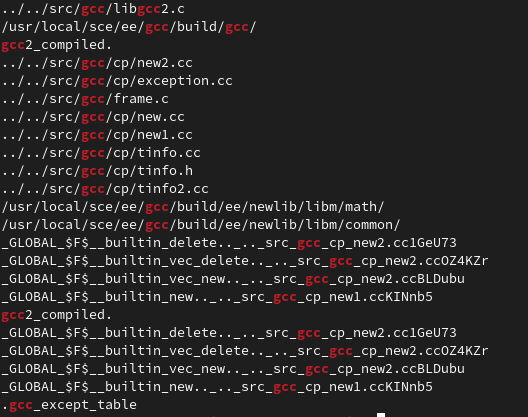 ../../src/gcc/libgcc2.c
/usr/local/sce/ee/gcc/build/gcc/
gcc2_compiled.
../../src/gcc/cp/new2.cc
../../src/gcc/cp/exception.cc
../../src/gcc/frame.c
../../src/gcc/cp/new.cc
../../src/gcc/cp/new1.cc
../../src/gcc/cp/tinfo.cc
../../src/gcc/cp/tinfo.h
../../src/gcc/cp/tinfo2.cc
/usr/local/sce/ee/gcc/build/ee/newlib/libm/math/
/usr/local/sce/ee/gcc/build/ee/newlib/libm/common/
_GLOBAL_$F$__builtin_delete.._.._src_gcc_cp_new2.cc1GeU73
_GLOBAL_$F$__builtin_vec_delete.._.._src_gcc_cp_new2.ccOZ4KZr
_GLOBAL_$F$__builtin_vec_new.._.._src_gcc_cp_new2.ccBLDubu
_GLOBAL_$F$__builtin_new.._.._src_gcc_cp_new1.ccKINnb5
gcc2_compiled.
_GLOBAL_$F$__builtin_delete.._.._src_gcc_cp_new2.cc1GeU73
_GLOBAL_$F$__builtin_vec_delete.._.._src_gcc_cp_new2.ccOZ4KZr
_GLOBAL_$F$__builtin_vec_new.._.._src_gcc_cp_new2.ccBLDubu
_GLOBAL_$F$__builtin_new.._.._src_gcc_cp_new1.ccKINnb5
.gcc_except_table